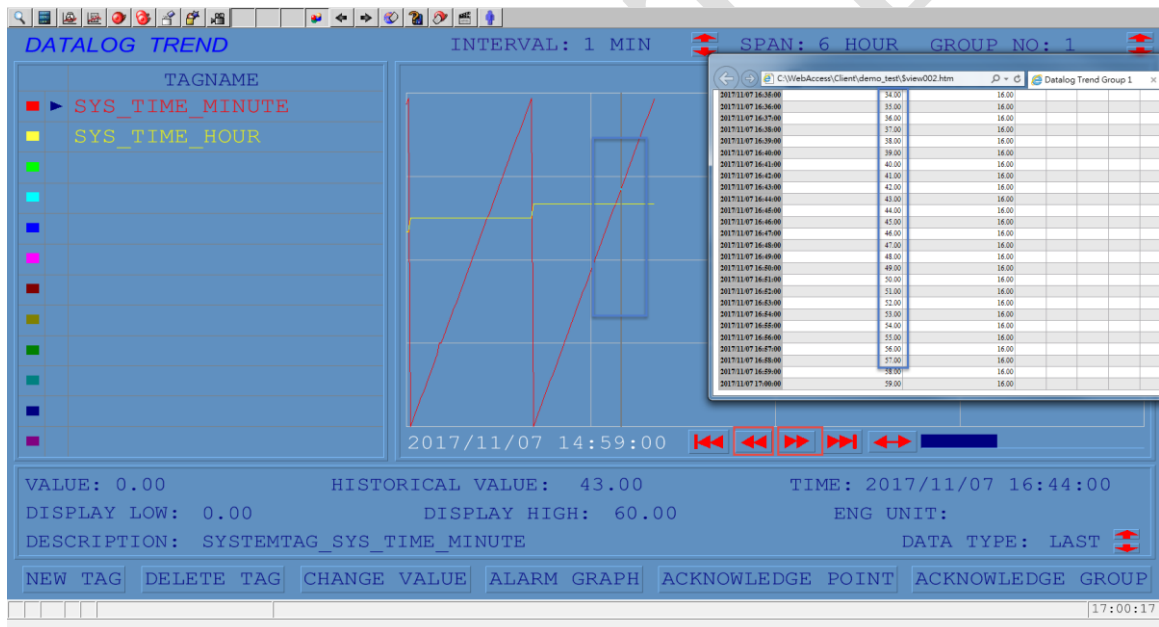 DATALOG TREND
INTERVAL: 1 MIN
SPAN: 6 HOUR
GROUP NO: 1
TAGNAME
SYS_TIME_MINUTE
SYS_TIME_HOUR
C:\WebAccess\Client\demo_test\$view002.htm
Datalog Trend Group 1
2017/11/07 16:35:00 34.00 16.00
2017/11/07 16:36:00 35.00 16.00
2017/11/07 16:37:00 36.00 16.00
2017/11/07 16:38:00 37.00 16.00
2017/11/07 16:39:00 38.00 16.00
2017/11/07 16:40:00 39.00 16.00
2017/11/07 16:41:00 40.00 16.00
2017/11/07 16:42:00 41.00 16.00
2017/11/07 16:43:00 42.00 16.00
2017/11/07 16:44:00 43.00 16.00
2017/11/07 16:45:00 44.00 16.00
2017/11/07 16:46:00 45.00 16.00
2017/11/07 16:47:00 46.00 16.00
2017/11/07 16:48:00 47.00 16.00
2017/11/07 16:49:00 48.00 16.00
2017/11/07 16:50:00 49.00 16.00
2017/11/07 16:51:00 50.00 16.00
2017/11/07 16:52:00 51.00 16.00
2017/11/07 16:53:00 52.00 16.00
2017/11/07 16:54:00 53.00 16.00
2017/11/07 16:55:00 54.00 16.00
2017/11/07 16:56:00 55.00 16.00
2017/11/07 16:57:00 56.00 16.00
2017/11/07 16:58:00 57.00 16.00
2017/11/07 16:59:00 58.00 16.00
2017/11/07 17:00:00 59.00 16.00
2017/11/07 14:59:00
VALUE: 0.00 HISTORICAL VALUE: 43.00 TIME: 2017/11/07 16:44:00
DISPLAY LOW: 0.00 DISPLAY HIGH: 60.00 ENG UNIT:
DESCRIPTION: SYSTEMTAG_SYS_TIME_MINUTE DATA TYPE: LAST
NEW TAG DELETE TAG CHANGE VALUE ALARM GRAPH ACKNOWLEDGE POINT ACKNOWLEDGE GROUP
17:00:17